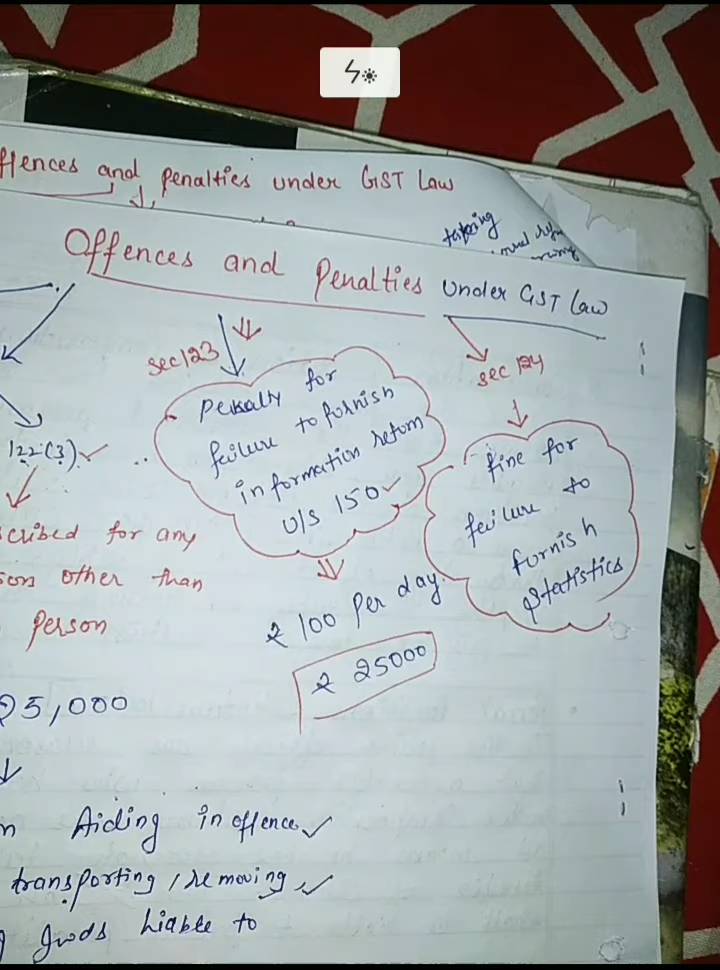 ffences and penalties under GST Law
tapering
Offences and Penalties under GST Law
sec 123
sec 124
122(3)
Penalty for
failure to furnish
information return
U/S 150
fine for
failure to
furnish
statistics
scribed for any
son other than
person
₹ 100 per day
₹ 25000
25,000
n Aiding in offence
transporting / removing
g goods liable to